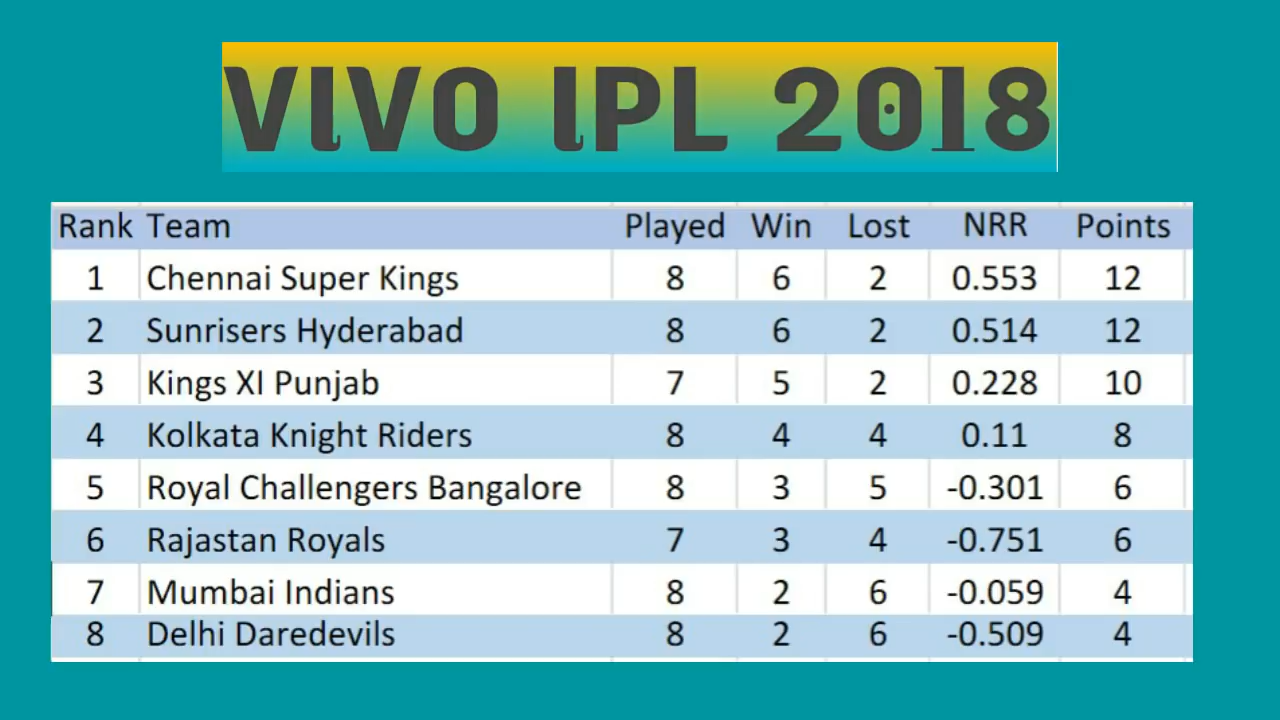 VIVO IPL 2018
Rank Team Played Win Lost NRR Points
1 Chennai Super Kings 8 6 2 0.553 12
2 Sunrisers Hyderabad 8 6 2 0.514 12
3 Kings XI Punjab 7 5 2 0.228 10
4 Kolkata Knight Riders 8 4 4 0.11 8
5 Royal Challengers Bangalore 8 3 5 -0.301 6
6 Rajastan Royals 7 3 4 -0.751 6
7 Mumbai Indians 8 2 6 -0.059 4
8 Delhi Daredevils 8 2 6 -0.509 4